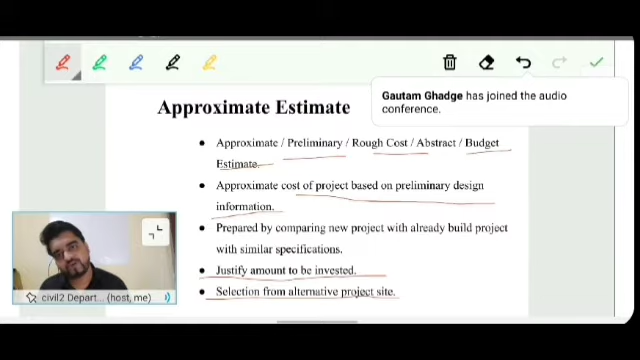 Gautam Ghadge has joined the audio
conference.
Approximate Estimate
Approximate / Preliminary / Rough Cost / Abstract / Budget
Estimate.
Approximate cost of project based on preliminary design
information.
Prepared by comparing new project with already build project
with similar specifications.
Justify amount to be invested.
Selection from alternative project site.
civil2 Depart... (host, me)